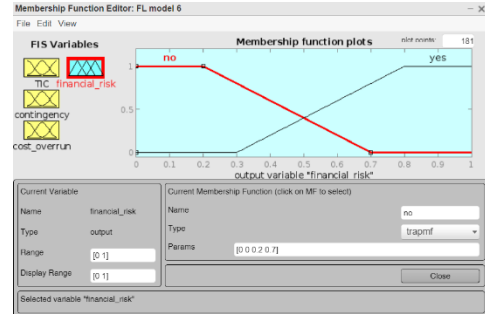 Membership Function Editor: FL model 6
File Edit View
FIS Variables
TIC financial_risk
contingency
cost_overrun
Membership function plots
plot points: 181
no yes
1
0.5
0
0 0.1 0.2 0.3 0.4 0.5 0.6 0.7 0.8 0.9 1
output variable "financial_risk"
Current Variable
Name financial_risk
Type output
Range [0 1]
Display Range [0 1]
Current Membership Function (click on MF to select)
Name no
Type trapmf
Params [0 0 0.2 0.7]
Close
Selected variable "financial_risk"